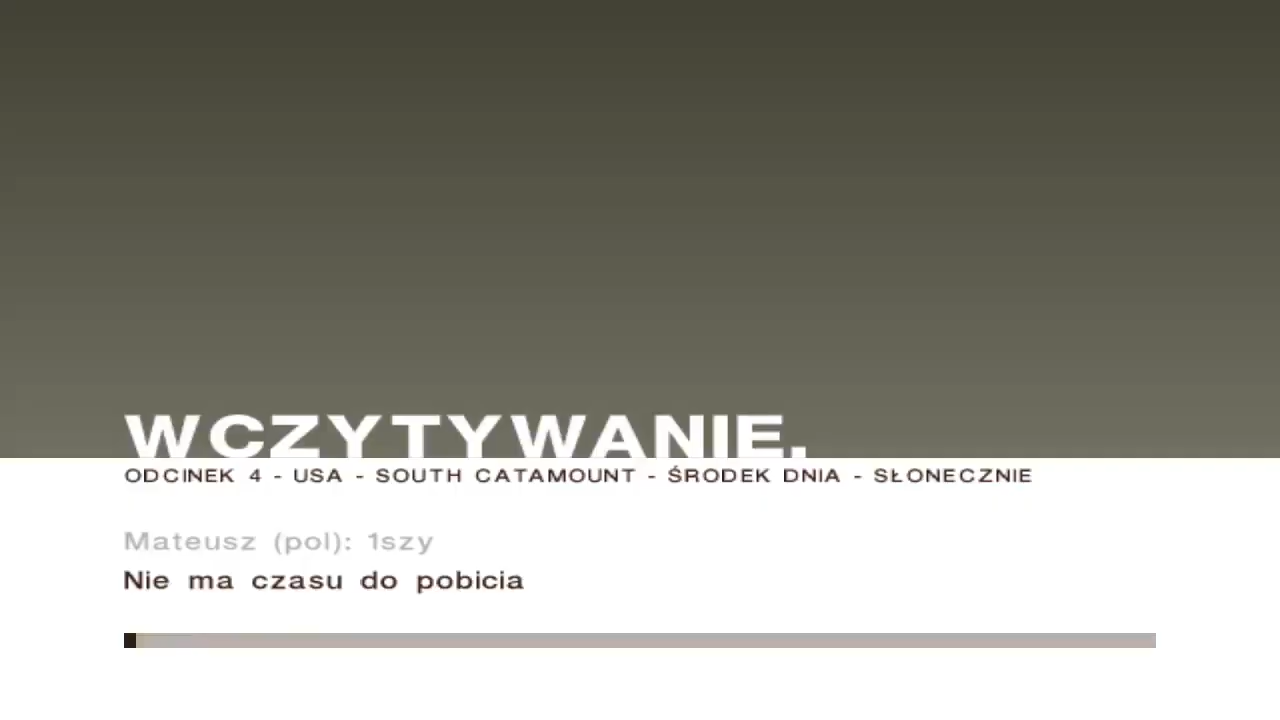 WCZYTYWANIE.
ODCINEK 4 - USA - SOUTH CATAMOUNT - ŚRODEK DNIA - SŁONECZNIE
Mateusz (pol): 1szy
Nie ma czasu do pobicia